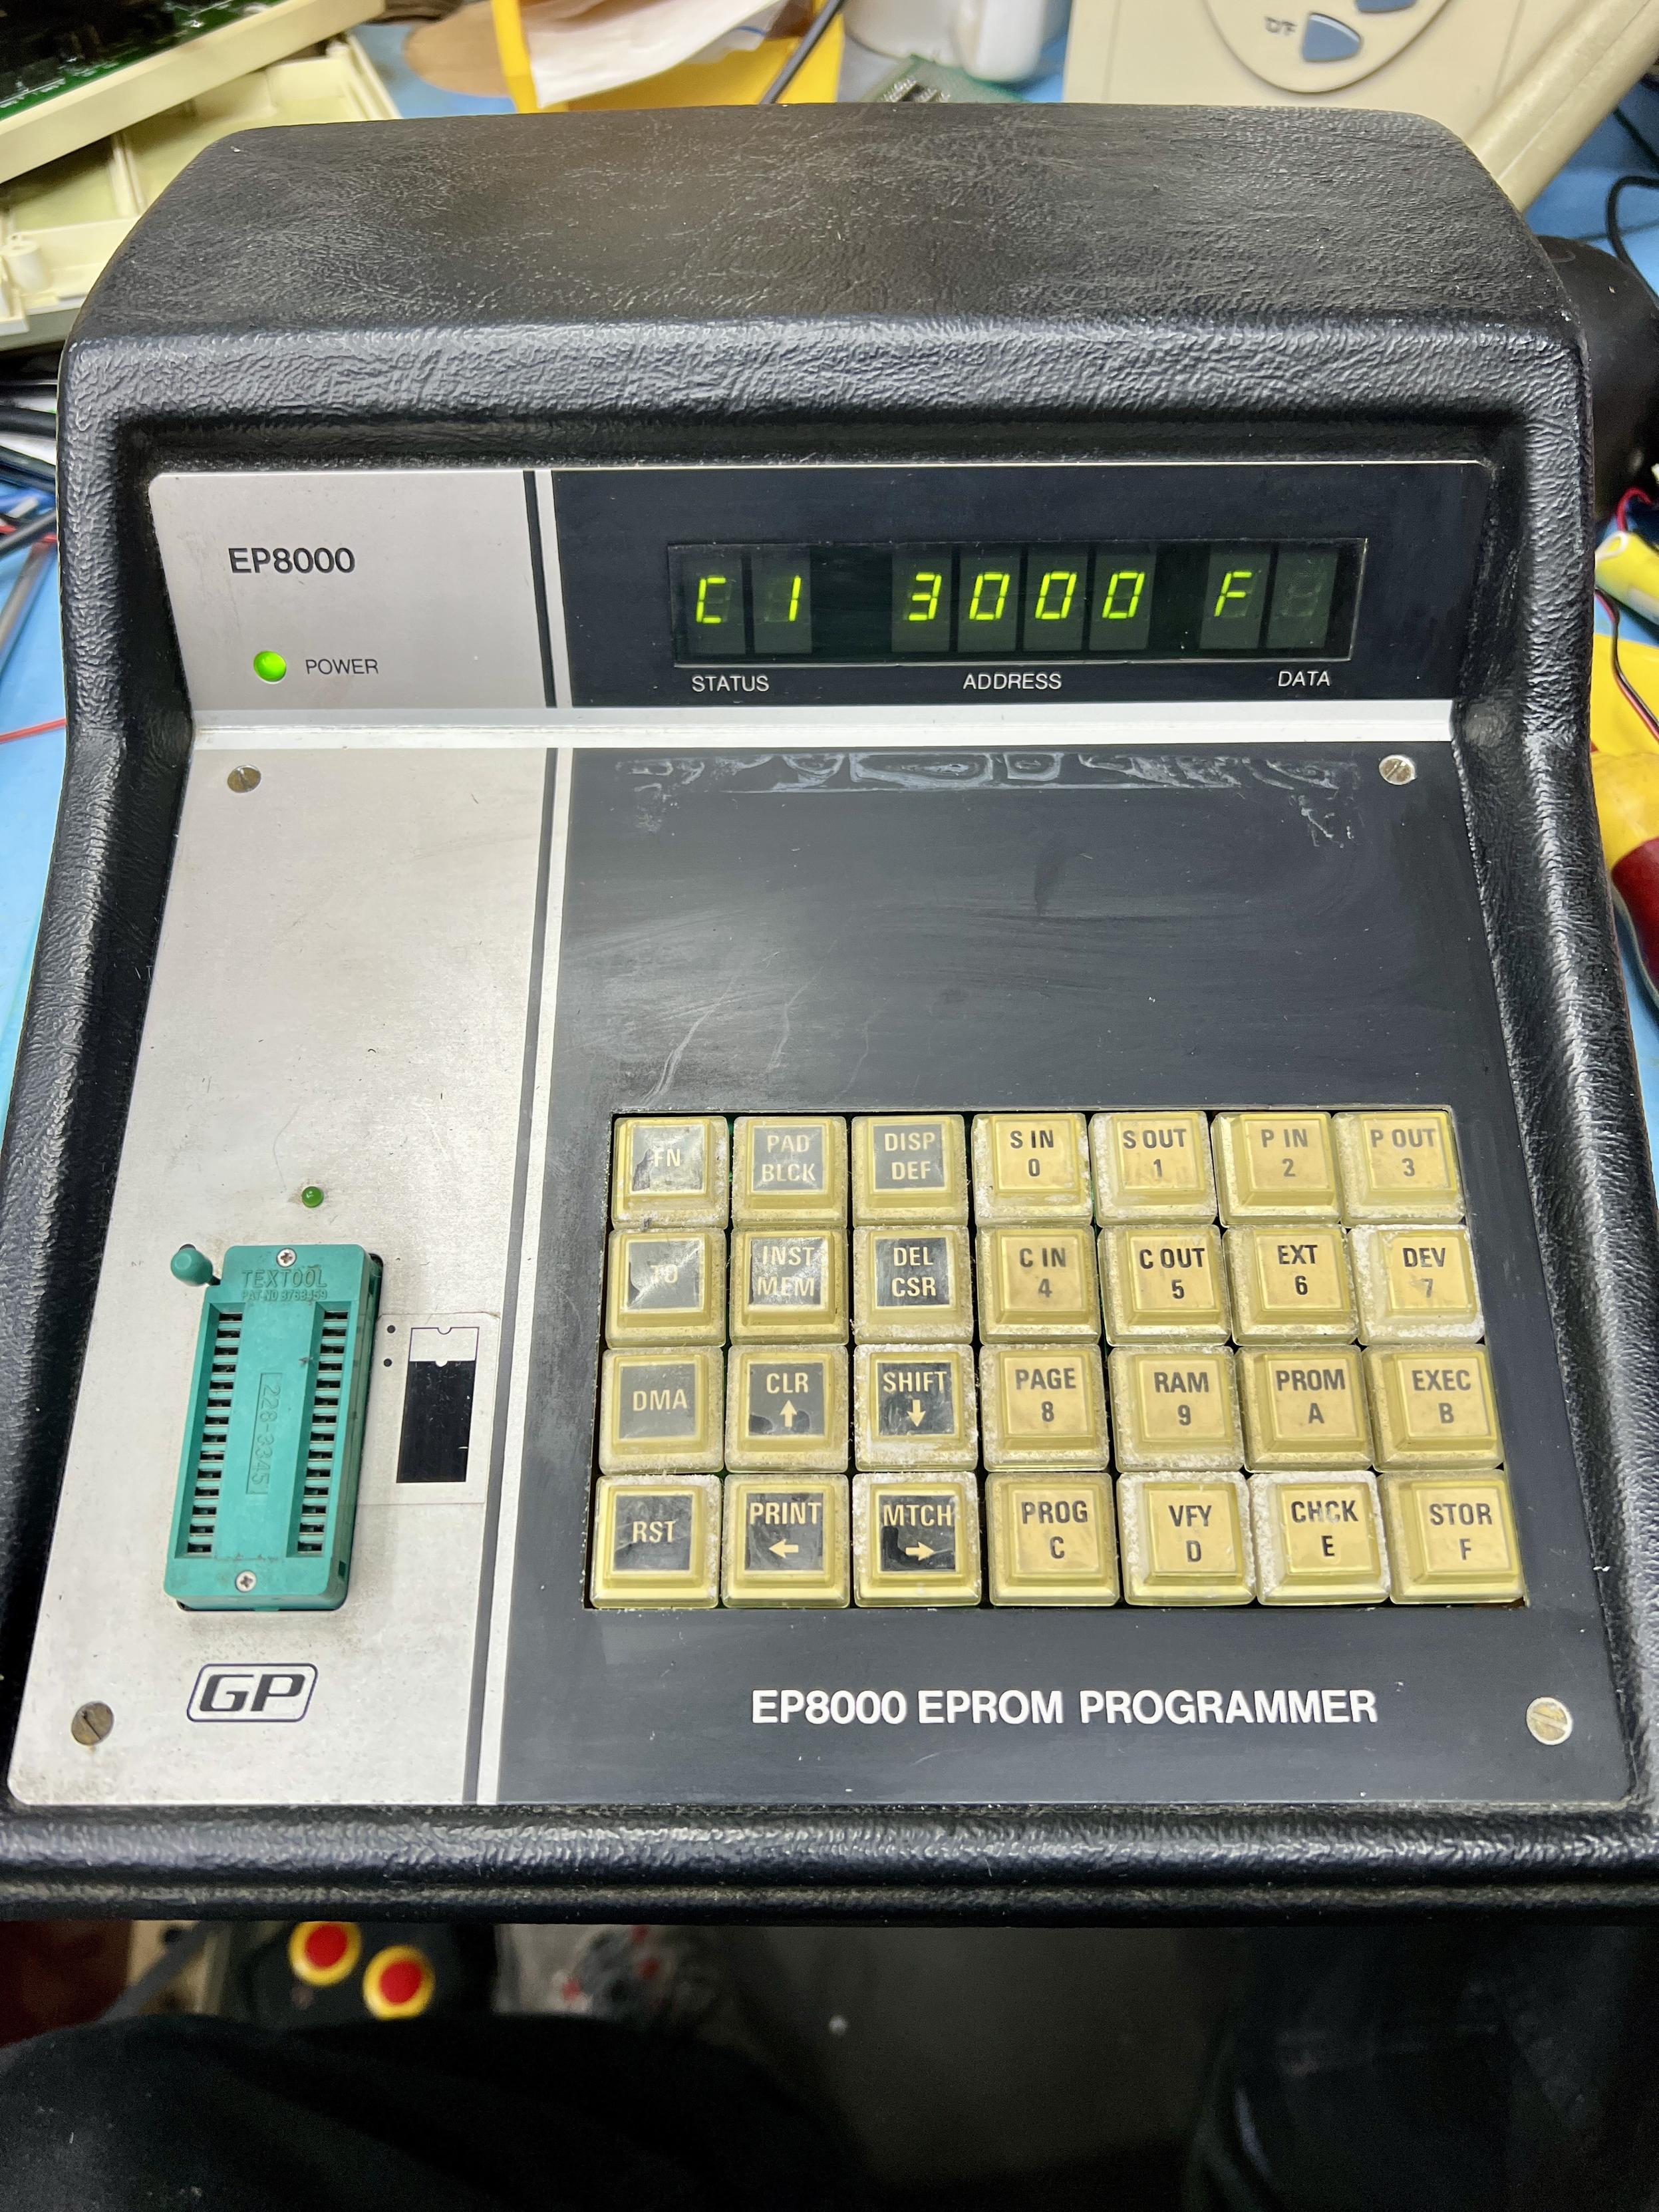 EP8000
POWER
C1 3000 F
STATUS ADDRESS DATA
TEXTOOL
228-3345
FN PAD BLCK DISP DEF S IN 0 S OUT 1 P IN 2 P OUT 3
TO INST MEM DEL CSR C IN 4 C OUT 5 EXT 6 DEV 7
DMA CLR ↑ SHIFT ↓ PAGE 8 RAM 9 PROM A EXEC B
RST PRINT ← MTCH → PROG C VFY D CHCK E STOR F
GP
EP8000 EPROM PROGRAMMER